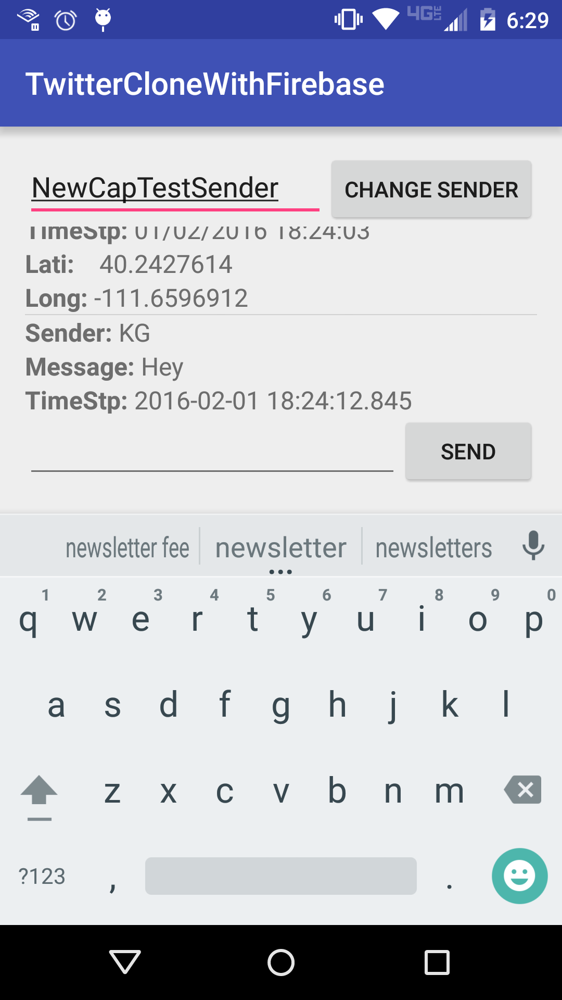 4G LTE 6:29
TwitterCloneWithFirebase
NewCapTestSender CHANGE SENDER
TimeStp: 01/02/2016 18:24:03
Lati: 40.2427614
Long: -111.6596912
Sender: KG
Message: Hey
TimeStp: 2016-02-01 18:24:12.845
SEND
newsletter fee newsletter newsletters
1 2 3 4 5 6 7 8 9 0
q w e r t y u i o p
a s d f g h j k l
z x c v b n m
?123 , .